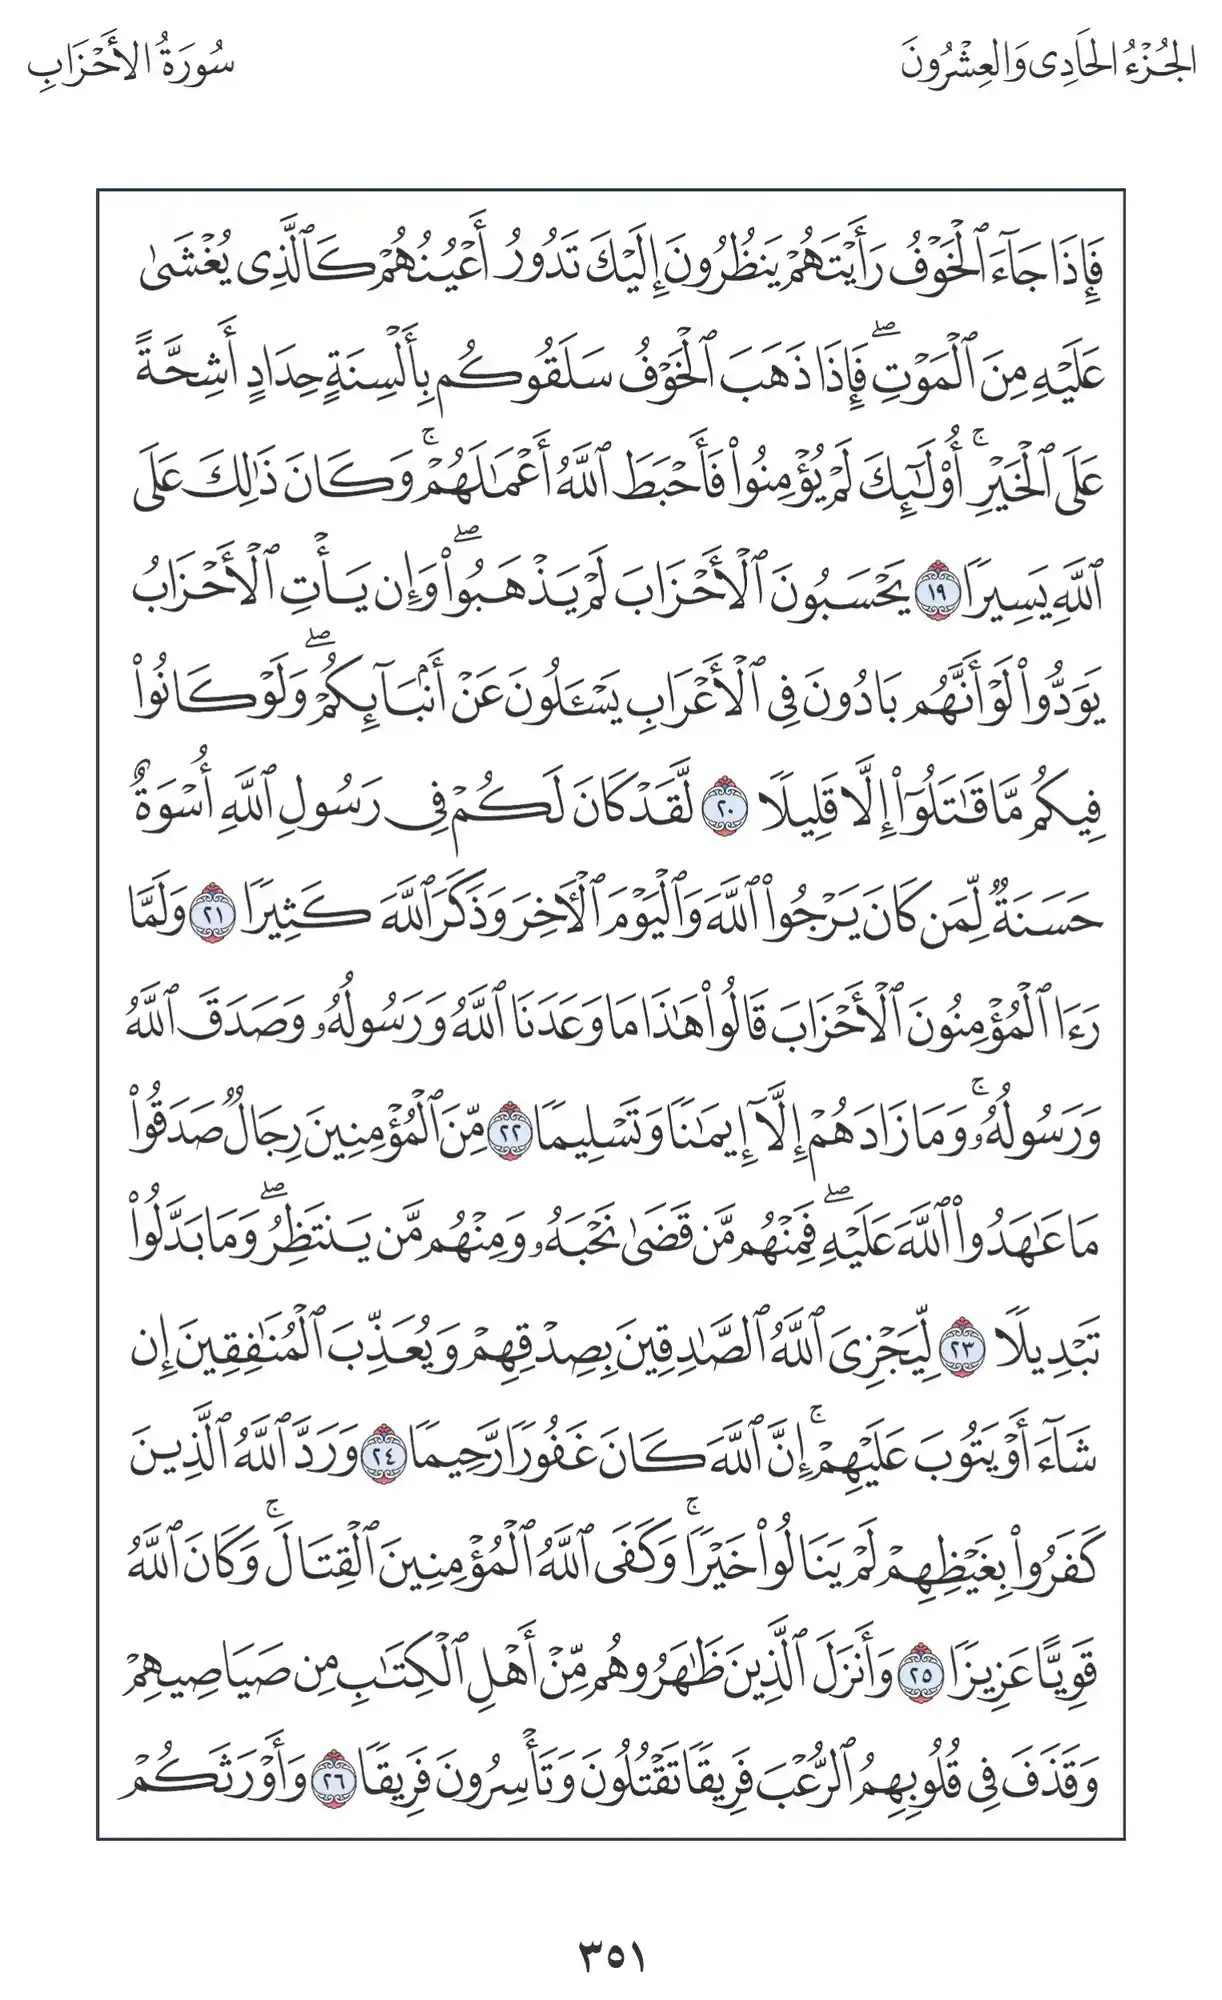 الجُزْءُ الحَادِى وَالعِشْرُونَ
سُورَةُ الأَحْزَابِ
فَإِذَا جَآءَ ٱلْخَوْفُ رَأَيْتَهُمْ يَنظُرُونَ إِلَيْكَ تَدُورُ أَعْيُنُهُمْ كَٱلَّذِى يُغْشَىٰ
عَلَيْهِ مِنَ ٱلْمَوْتِۖ فَإِذَا ذَهَبَ ٱلْخَوْفُ سَلَقُوكُم بِأَلْسِنَةٍ حِدَادٍ أَشِحَّةً
عَلَى ٱلْخَيْرِۚ أُوْلَـٰٓئِكَ لَمْ يُؤْمِنُوا۟ فَأَحْبَطَ ٱللَّهُ أَعْمَـٰلَهُمْۚ وَكَانَ ذَٰلِكَ عَلَى
ٱللَّهِ يَسِيرًا ١٩ يَحْسَبُونَ ٱلْأَحْزَابَ لَمْ يَذْهَبُوا۟ۖ وَإِن يَأْتِ ٱلْأَحْزَابُ
يَوَدُّوا۟ لَوْ أَنَّهُم بَادُونَ فِى ٱلْأَعْرَابِ يَسْـَٔلُونَ عَنْ أَنۢبَآئِكُمْۖ وَلَوْ كَانُوا۟
فِيكُم مَّا قَـٰتَلُوٓا۟ إِلَّا قَلِيلًا ٢٠ لَّقَدْ كَانَ لَكُمْ فِى رَسُولِ ٱللَّهِ أُسْوَةٌ
حَسَنَةٌ لِّمَن كَانَ يَرْجُوا۟ ٱللَّهَ وَٱلْيَوْمَ ٱلْـَٔاخِرَ وَذَكَرَ ٱللَّهَ كَثِيرًا ٢١ وَلَمَّا
رَءَا ٱلْمُؤْمِنُونَ ٱلْأَحْزَابَ قَالُوا۟ هَـٰذَا مَا وَعَدَنَا ٱللَّهُ وَرَسُولُهُۥ وَصَدَقَ ٱللَّهُ
وَرَسُولُهُۥۚ وَمَا زَادَهُمْ إِلَّآ إِيمَـٰنًا وَتَسْلِيمًا ٢٢ مِّنَ ٱلْمُؤْمِنِينَ رِجَالٌ صَدَقُوا۟
مَا عَـٰهَدُوا۟ ٱللَّهَ عَلَيْهِۖ فَمِنْهُم مَّن قَضَىٰ نَحْبَهُۥ وَمِنْهُم مَّن يَنتَظِرُۖ وَمَا بَدَّلُوا۟
تَبْدِيلًا ٢٣ لِّيَجْزِىَ ٱللَّهُ ٱلصَّـٰدِقِينَ بِصِدْقِهِمْ وَيُعَذِّبَ ٱلْمُنَـٰفِقِينَ إِن
شَآءَ أَوْ يَتُوبَ عَلَيْهِمْۚ إِنَّ ٱللَّهَ كَانَ غَفُورًا رَّحِيمًا ٢٤ وَرَدَّ ٱللَّهُ ٱلَّذِينَ
كَفَرُوا۟ بِغَيْظِهِمْ لَمْ يَنَالُوا۟ خَيْرًاۚ وَكَفَى ٱللَّهُ ٱلْمُؤْمِنِينَ ٱلْقِتَالَۚ وَكَانَ ٱللَّهُ
قَوِيًّا عَزِيزًا ٢٥ وَأَنزَلَ ٱلَّذِينَ ظَـٰهَرُوهُم مِّنْ أَهْلِ ٱلْكِتَـٰبِ مِن صَيَاصِيهِمْ
وَقَذَفَ فِى قُلُوبِهِمُ ٱلرُّعْبَ فَرِيقًا تَقْتُلُونَ وَتَأْسِرُونَ فَرِيقًا ٢٦ وَأَوْرَثَكُمْ
٣٥١